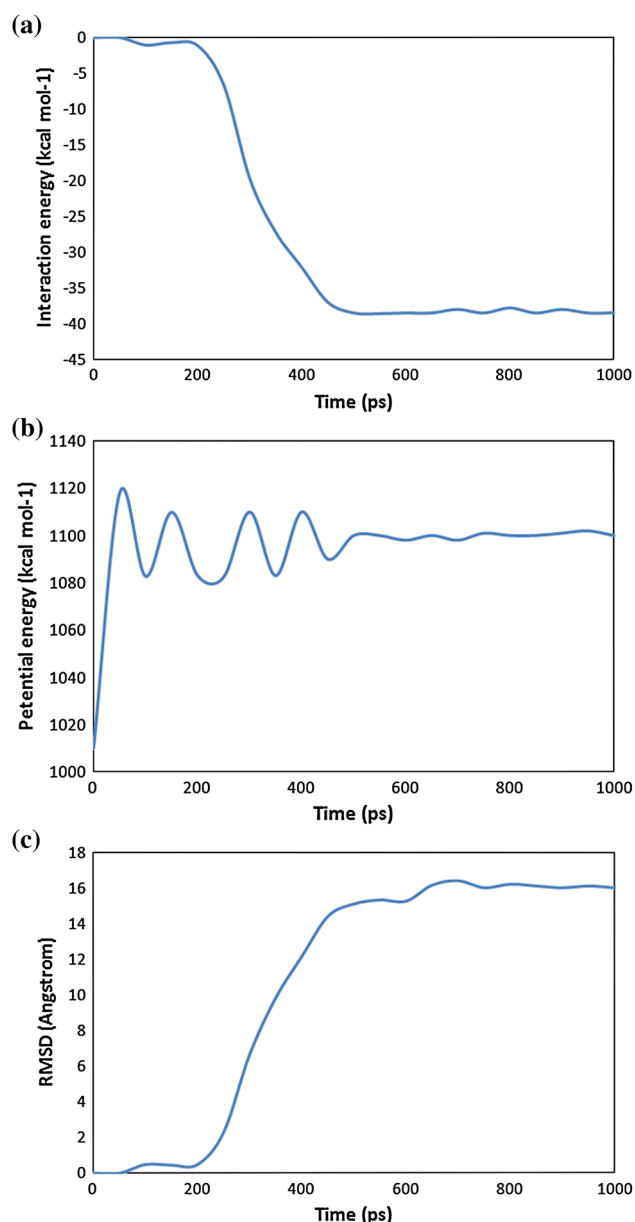 (a)
Interaction energy (kcal mol-1)
0
-5
-10
-15
-20
-25
-30
-35
-40
-45
0 200 400 600 800 1000
Time (ps)
(b)
Petential energy (kcal mol-1)
1140
1120
1100
1080
1060
1040
1020
1000
0 200 400 600 800 1000
Time (ps)
(c)
RMSD (Angstrom)
18
16
14
12
10
8
6
4
2
0
0 200 400 600 800 1000
Time (ps)